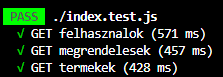 PASS ./index.test.js
√ GET felhasznalok (571 ms)
√ GET megrendelesek (457 ms)
√ GET termekek (428 ms)